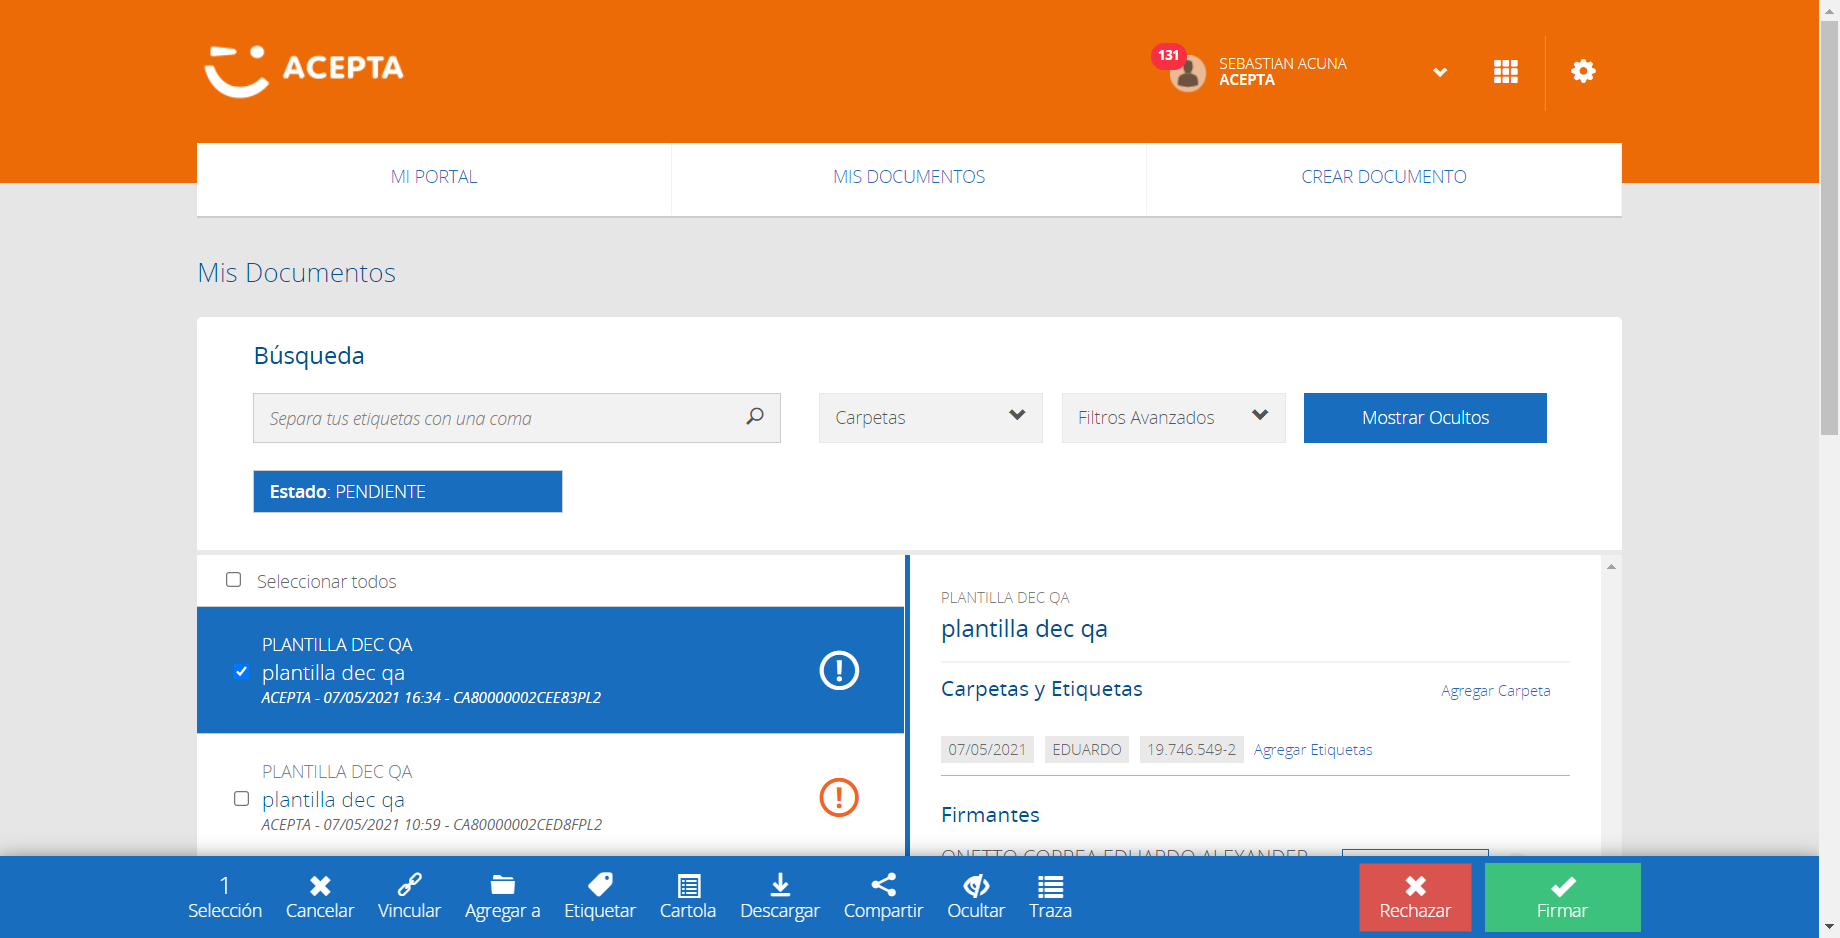 ACEPTA
131
SEBASTIAN ACUNA
ACEPTA
MI PORTAL
MIS DOCUMENTOS
CREAR DOCUMENTO
Mis Documentos
Búsqueda
Separa tus etiquetas con una coma
Carpetas
Filtros Avanzados
Mostrar Ocultos
Estado: PENDIENTE
Seleccionar todos
PLANTILLA DEC QA
plantilla dec qa
ACEPTA - 07/05/2021 16:34 - CA80000002CEE83PL2
PLANTILLA DEC QA
plantilla dec qa
ACEPTA - 07/05/2021 10:59 - CA80000002CED8FPL2
PLANTILLA DEC QA
plantilla dec qa
Carpetas y Etiquetas
Agregar Carpeta
07/05/2021 EDUARDO 19.746.549-2 Agregar Etiquetas
Firmantes
ONETTO CORREA EDUARDO ALEXANDER
1
Selección
Cancelar
Vincular
Agregar a
Etiquetar
Cartola
Descargar
Compartir
Ocultar
Traza
Rechazar
Firmar